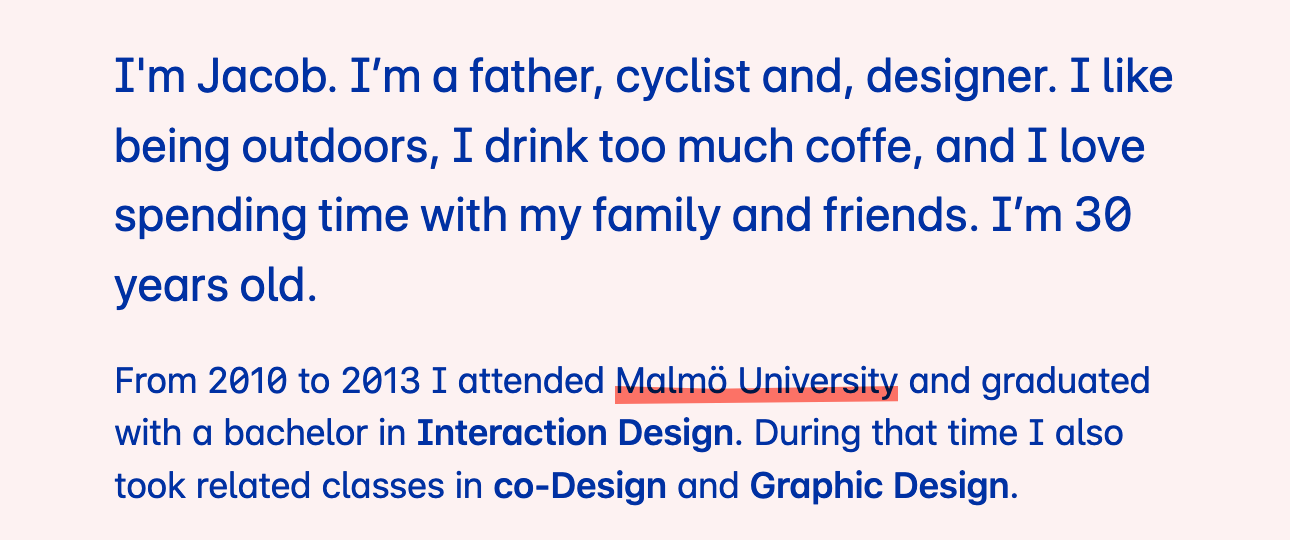 I'm Jacob. I’m a father, cyclist and, designer. I like
being outdoors, I drink too much coffe, and I love
spending time with my family and friends. I’m 30
years old.
From 2010 to 2013 I attended Malmö University and graduated
with a bachelor in Interaction Design. During that time I also
took related classes in co-Design and Graphic Design.